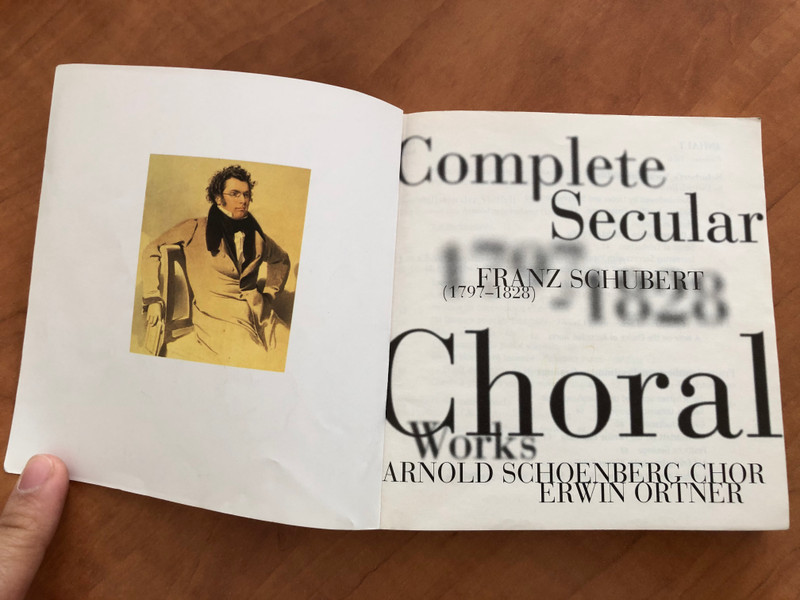 Complete
Secular
1797
FRANZ SCHUBERT
(1797–1828)
-1828
Choral
Works
ARNOLD SCHOENBERG CHOR
ERWIN ORTNER